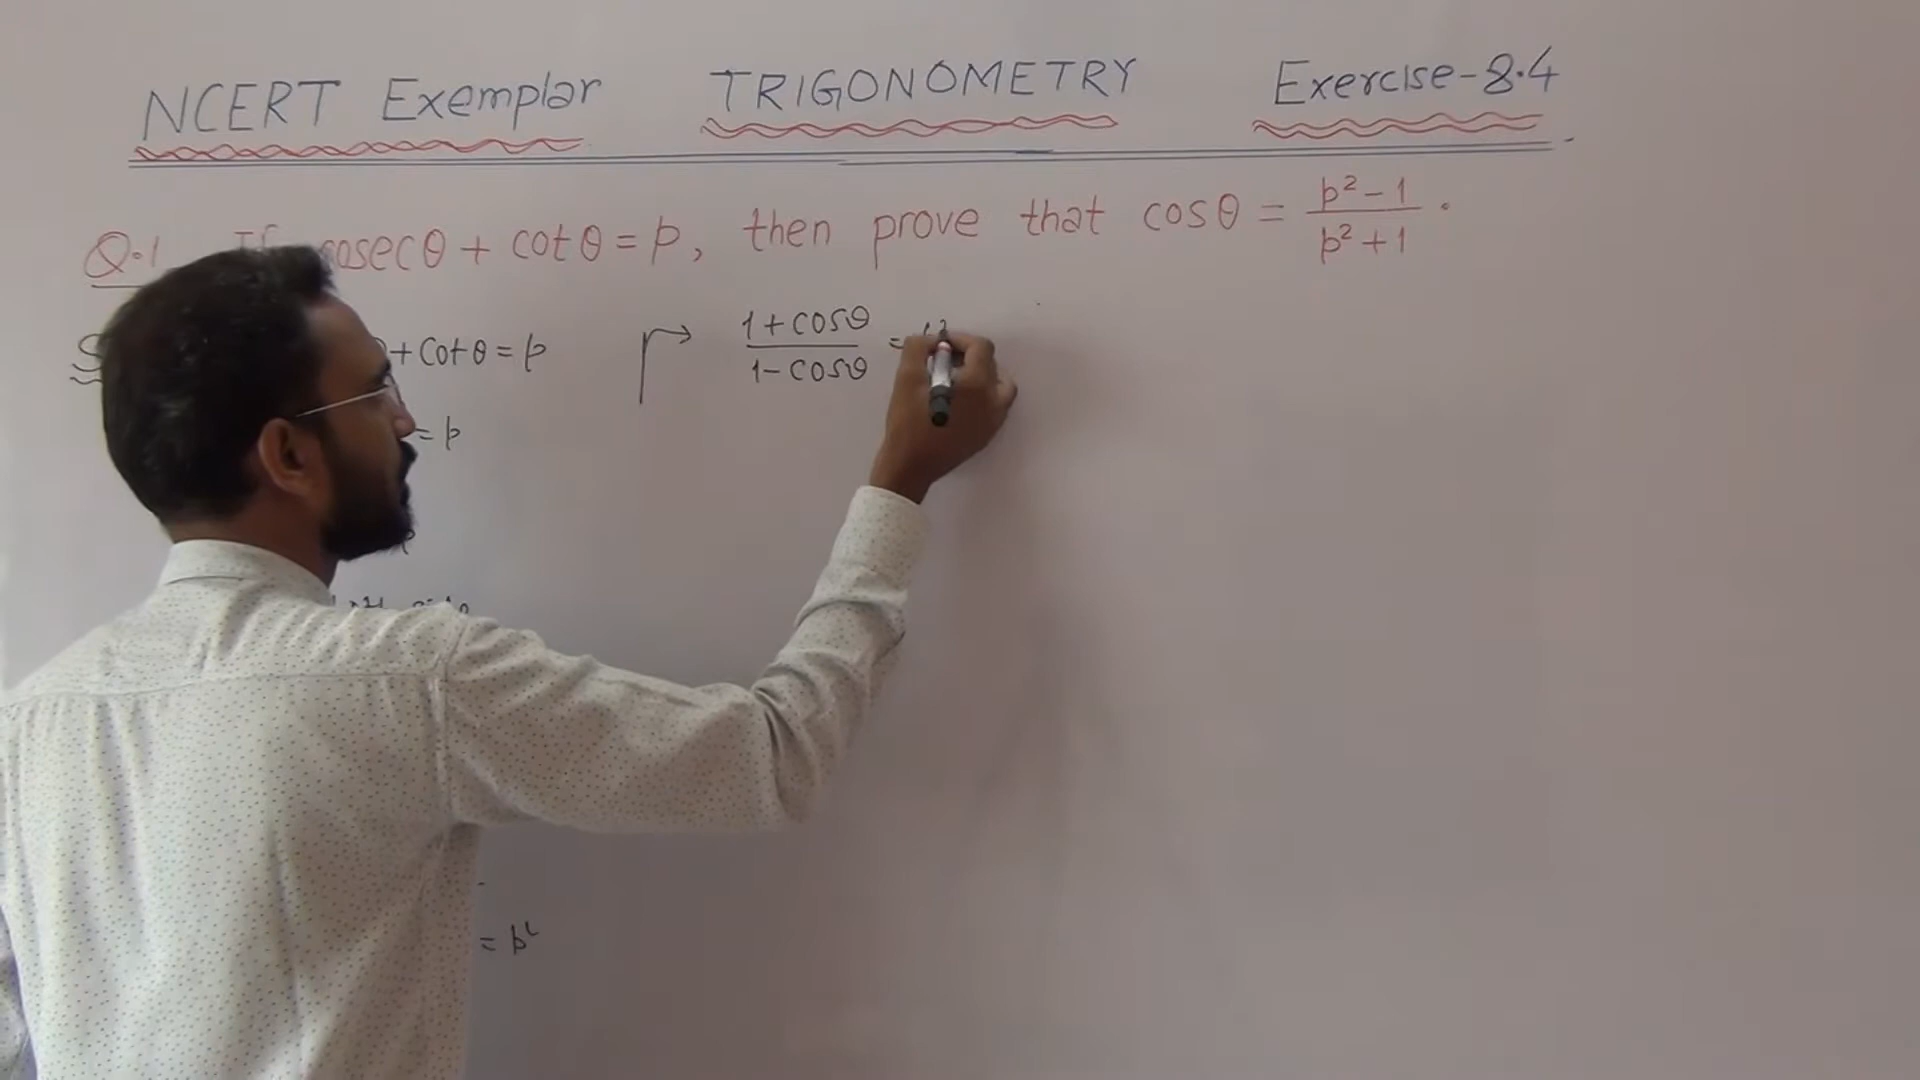 NCERT Exemplar TRIGONOMETRY Exercise-8.4
Q.1 cosecθ + cotθ = p, then prove that cosθ = p² - 1 / p² + 1 .
+ cotθ = p
= p
1 + cosθ / 1 - cosθ =
= p²